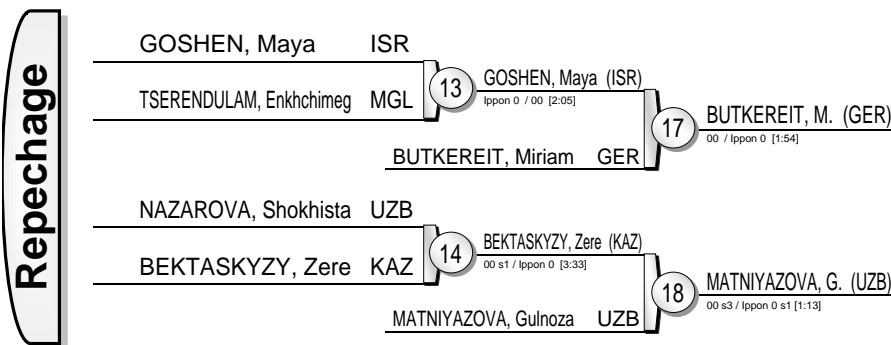 Repechage
GOSHEN, Maya ISR
TSERENDULAM, Enkhchimeg MGL
13
GOSHEN, Maya (ISR)
Ippon 0 / 00 [2:05]
BUTKEREIT, Miriam GER
17
BUTKEREIT, M. (GER)
00 / Ippon 0 [1:54]
NAZAROVA, Shokhista UZB
BEKTASKYZY, Zere KAZ
14
BEKTASKYZY, Zere (KAZ)
00 s1 / Ippon 0 [3:33]
MATNIYAZOVA, Gulnoza UZB
18
MATNIYAZOVA, G. (UZB)
00 s3 / Ippon 0 s1 [1:13]